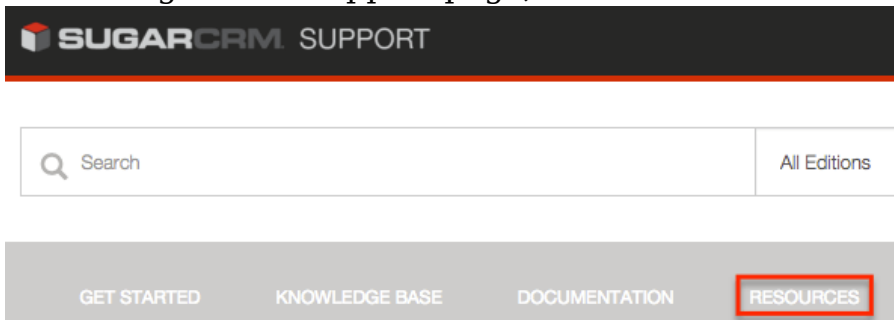 SUGARCRM. SUPPORT
Search
All Editions
GET STARTED
KNOWLEDGE BASE
DOCUMENTATION
RESOURCES